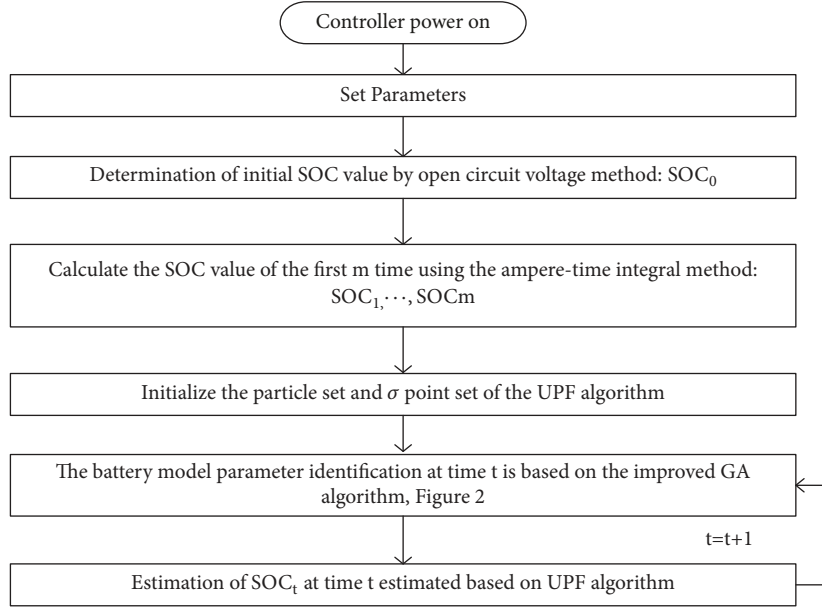 Controller power on
Set Parameters
Determination of initial SOC value by open circuit voltage method: SOC₀
Calculate the SOC value of the first m time using the ampere-time integral method:
SOC₁,⋯, SOCm
Initialize the particle set and σ point set of the UPF algorithm
The battery model parameter identification at time t is based on the improved GA
algorithm, Figure 2
t=t+1
Estimation of SOCₜ at time t estimated based on UPF algorithm